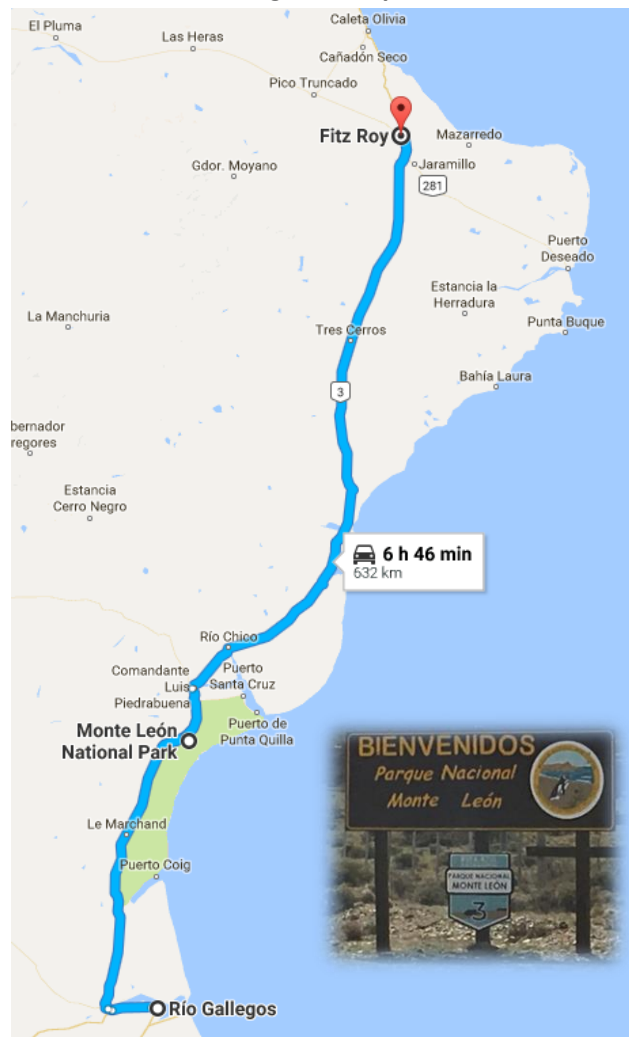 Caleta Olivia
El Pluma
Las Heras
Cañadón Seco
Pico Truncado
Fitz Roy
Mazarredo
Jaramillo
Gdor. Moyano
281
Puerto
Deseado
Estancia la
Herradura
La Manchuria
Punta Buque
Tres Cerros
Bahía Laura
3
bernador
regores
Estancia
Cerro Negro
6 h 46 min
632 km
Río Chico
Comandante
Luis
Piedrabuena
Puerto
Santa Cruz
Monte León
National Park
Puerto de
Punta Quilla
BIENVENIDOS
Parque Nacional
Monte León
Le Marchand
Puerto Coig
PARQUE NACIONAL
MONTE LEÓN
3
Río Gallegos